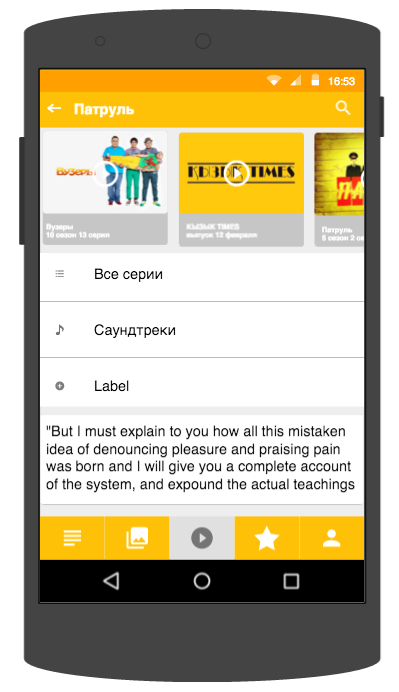 16:53
Патруль
Вузеры
КЫЗЫК TIMES
Вузеры
10 сезон 12 серия
КЫЗЫК TIMES
выпуск 12 февраля
Патруль
5 сезон 2 се
Все серии
Саундтреки
Label
"But I must explain to you how all this mistaken
idea of denouncing pleasure and praising pain
was born and I will give you a complete account
of the system, and expound the actual teachings